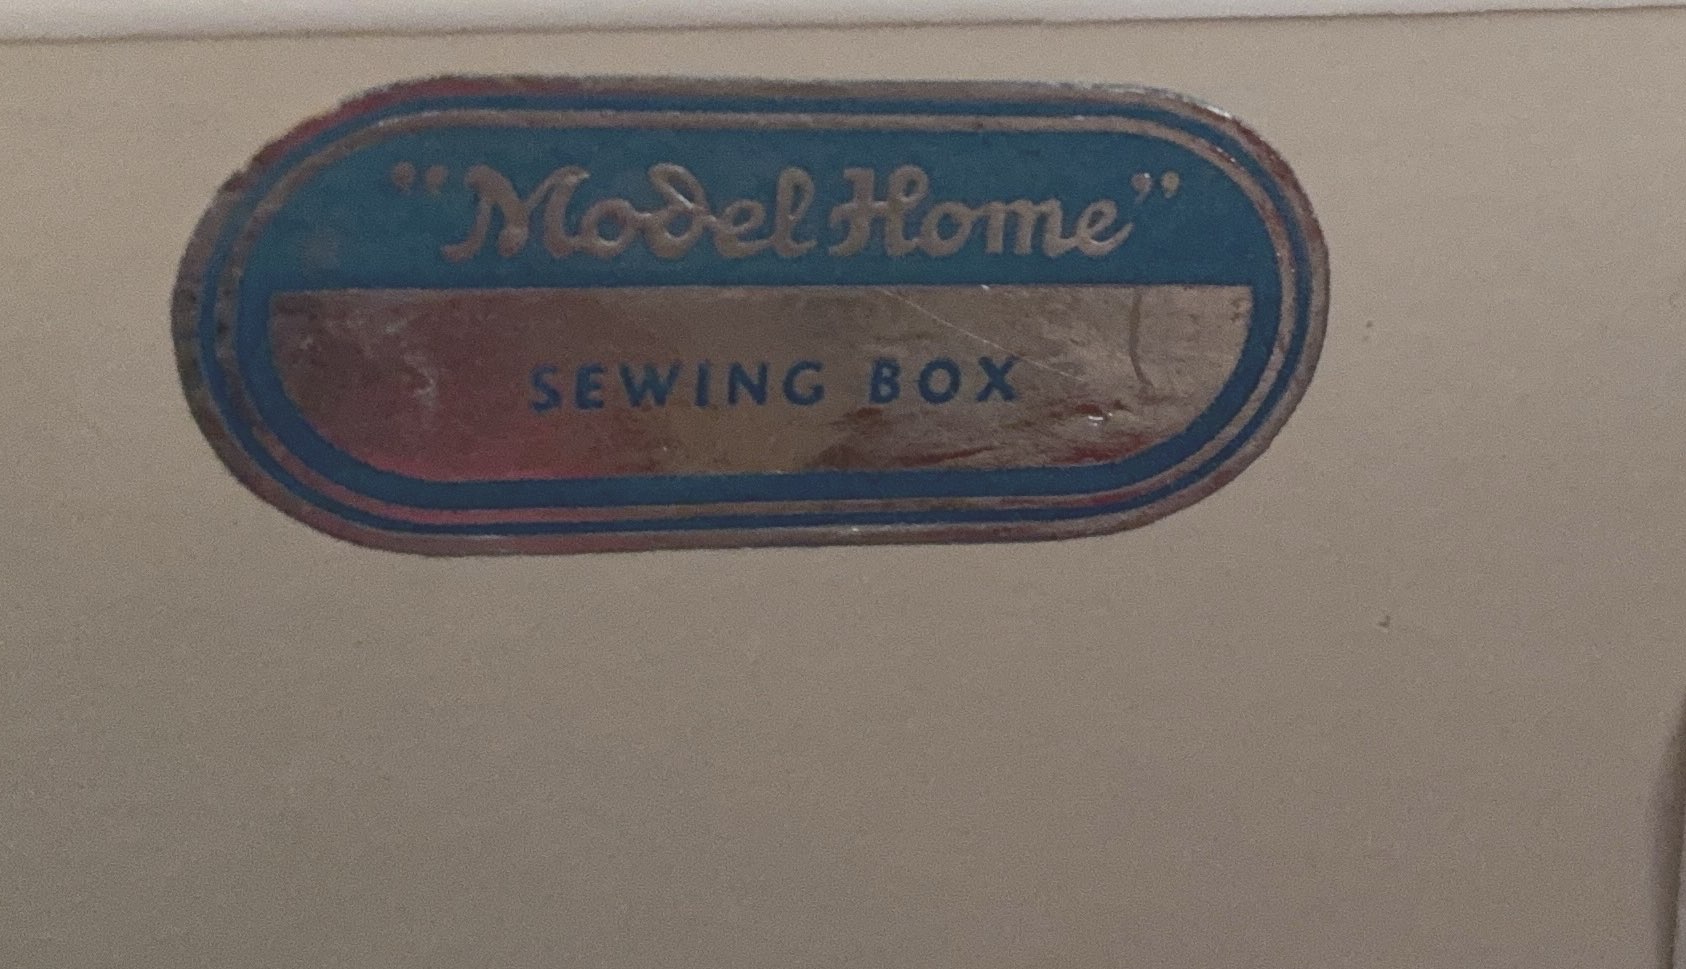 “Model Home”
SEWING BOX